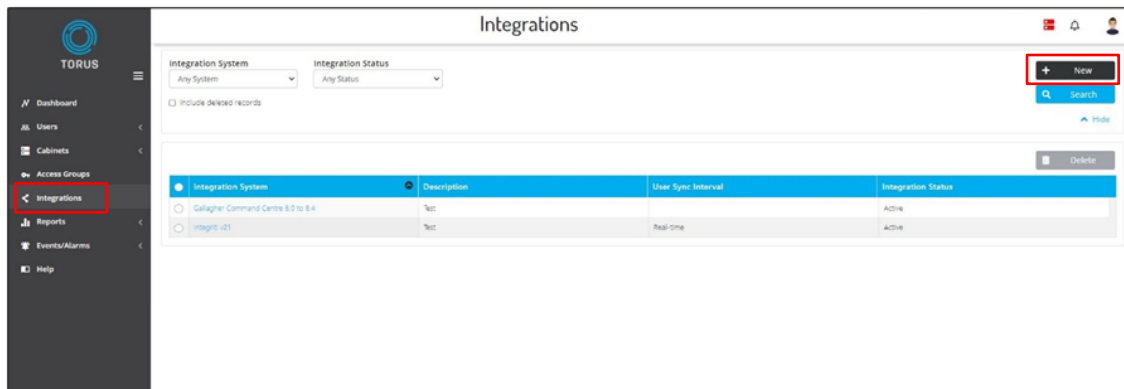 Integrations
TORUS
Dashboard
Users
Cabinets
Access Groups
Integrations
Reports
Events/Alarms
Help
Integration System
Integration Status
Any System
Any Status
Include deleted records
New
Search
Hide
Delete
Integration System Description User Sync Interval Integration Status
Gallagher Command Centre 8.0 to 8.4 Test Active
Integriti v21 Test Real-time Active